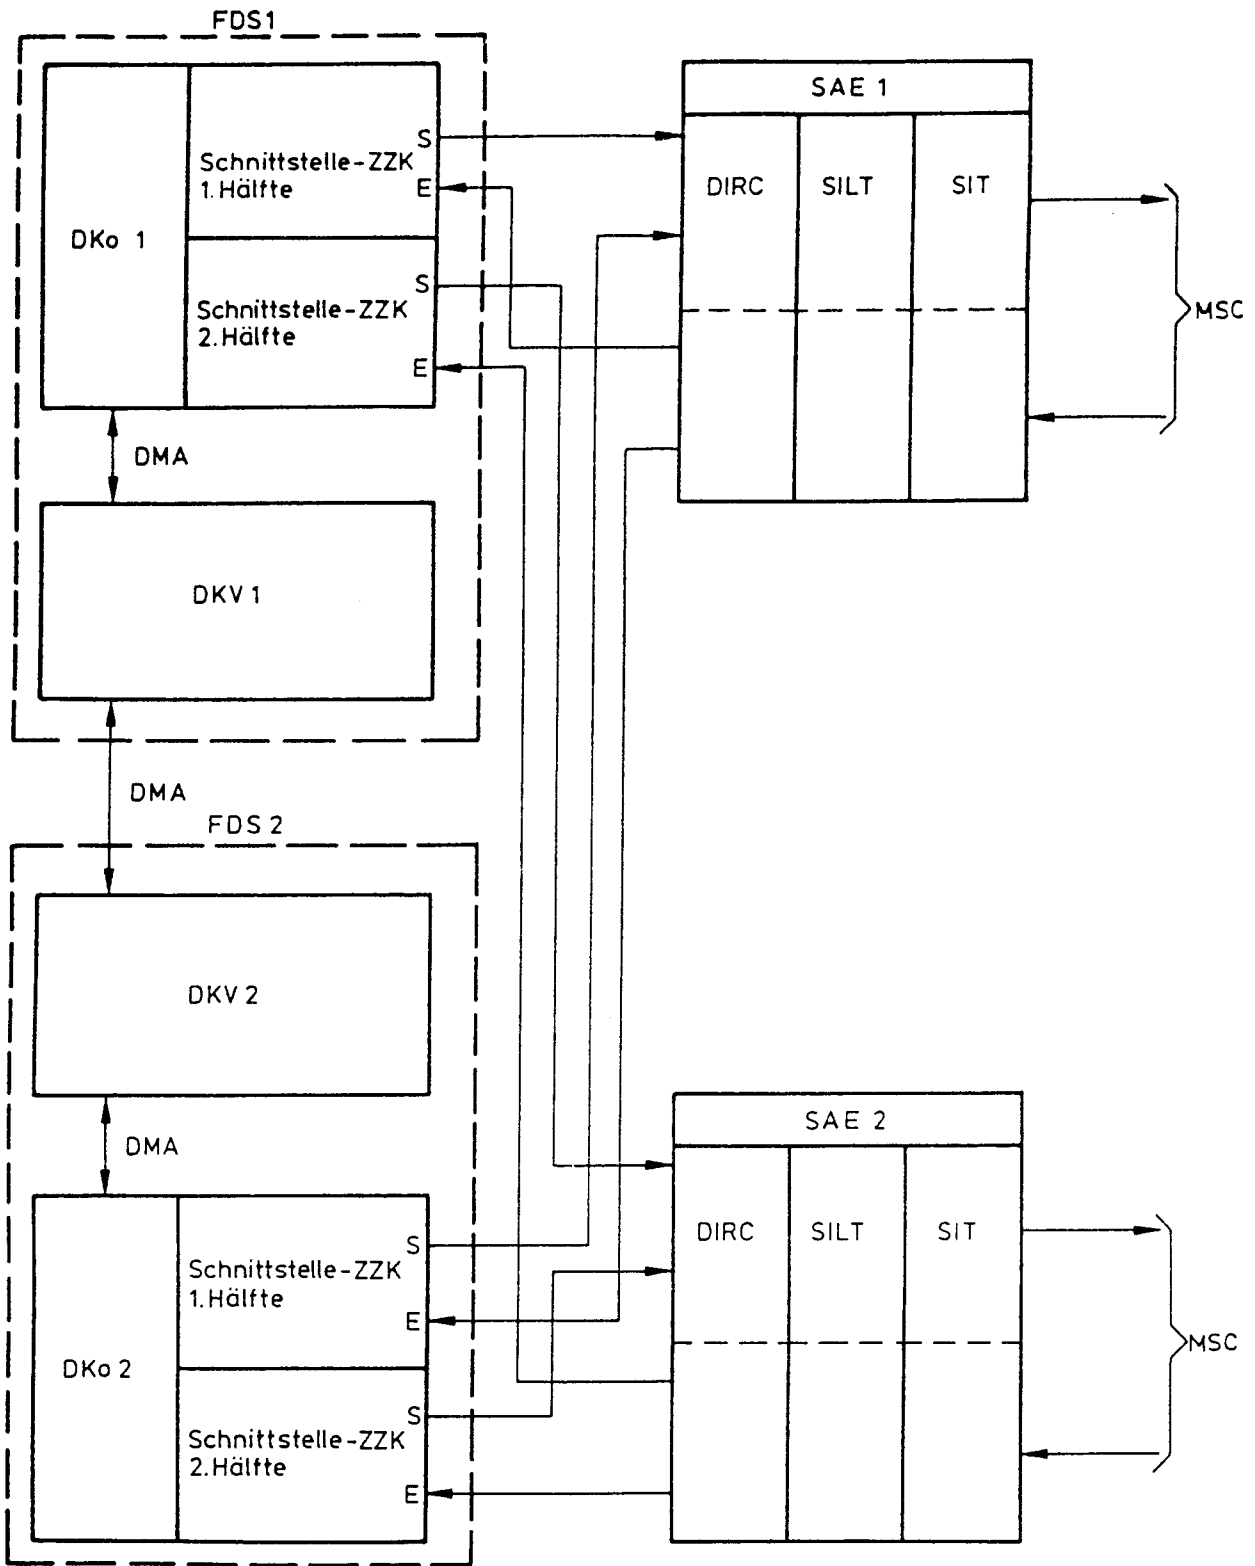 FDS1
DKo 1
Schnittstelle-ZZK
1.Hälfte
S
E
Schnittstelle-ZZK
2.Hälfte
S
E
DMA
DKV 1
SAE 1
DIRC
SILT
SIT
MSC
DMA
FDS 2
DKV 2
DMA
DKo 2
Schnittstelle-ZZK
1.Hälfte
S
E
Schnittstelle-ZZK
2.Hälfte
S
E
SAE 2
DIRC
SILT
SIT
MSC